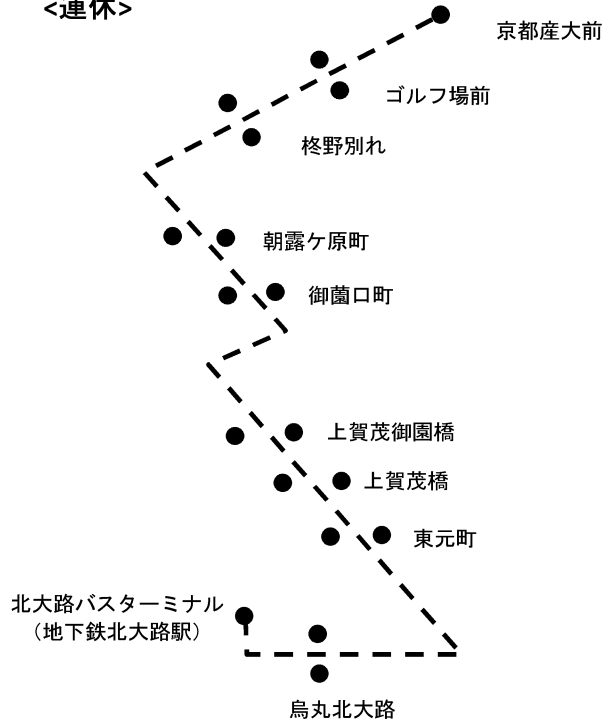 <運休>
京都産大前
ゴルフ場前
柊野別れ
朝露ケ原町
御薗口町
上賀茂御園橋
上賀茂橋
東元町
北大路バスターミナル
（地下鉄北大路駅）
烏丸北大路